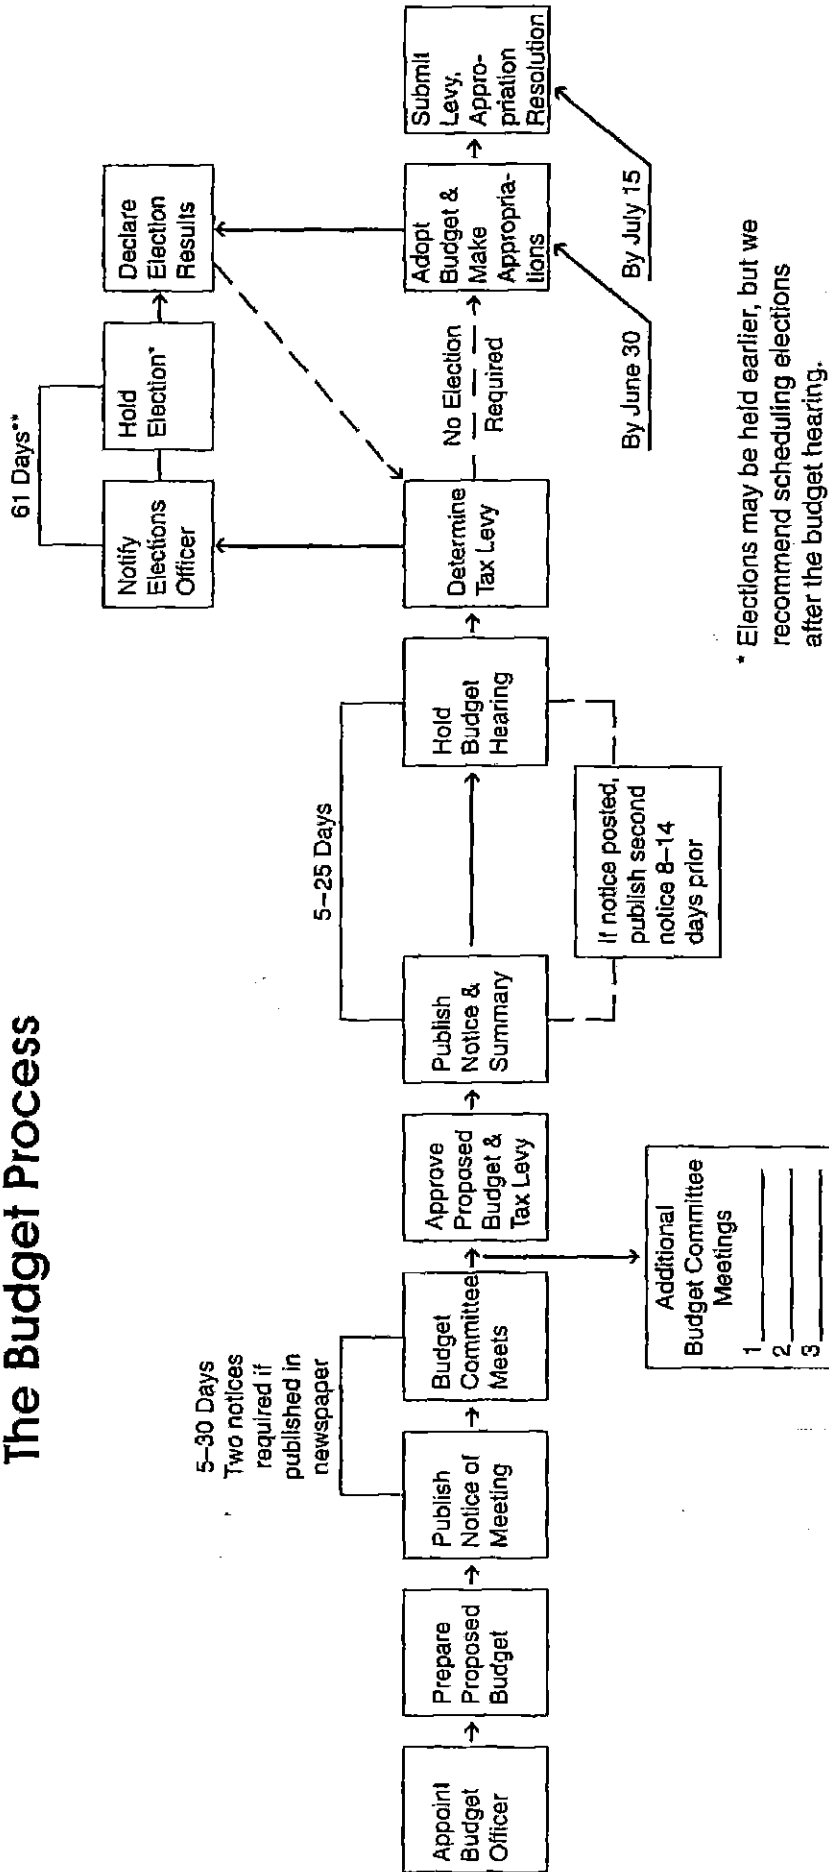 The Budget Process
Appoint
Budget
Officer
Prepare
Proposed
Budget
Publish
Notice of
Meeting
5–30 Days
Two notices
required if
published in
newspaper
Budget
Committee
Meets
Additional
Budget Committee
Meetings
1
2
3
Approve
Proposed
Budget &
Tax Levy
Publish
Notice &
Summary
5–25 Days
If notice posted,
publish second
notice 8–14
days prior
Hold
Budget
Hearing
Determine
Tax Levy
Notify
Elections
Officer
61 Days**
Hold
Election*
Declare
Election
Results
No Election
Required
Adopt
Budget &
Make
Appropria-
tions
By June 30
Submit
Levy,
Appro-
priation
Resolution
By July 15
* Elections may be held earlier, but we
recommend scheduling elections
after the budget hearing.